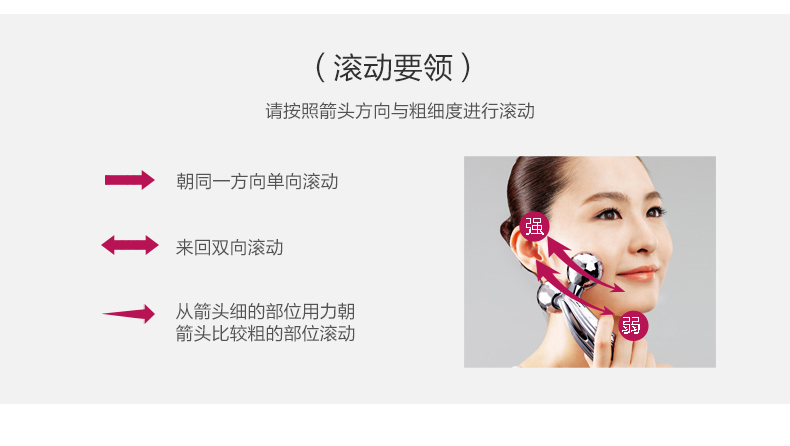 （滚动要领）
请按照箭头方向与粗细度进行滚动
朝同一方向单向滚动
来回双向滚动
从箭头细的部位用力朝
箭头比较粗的部位滚动
强
弱